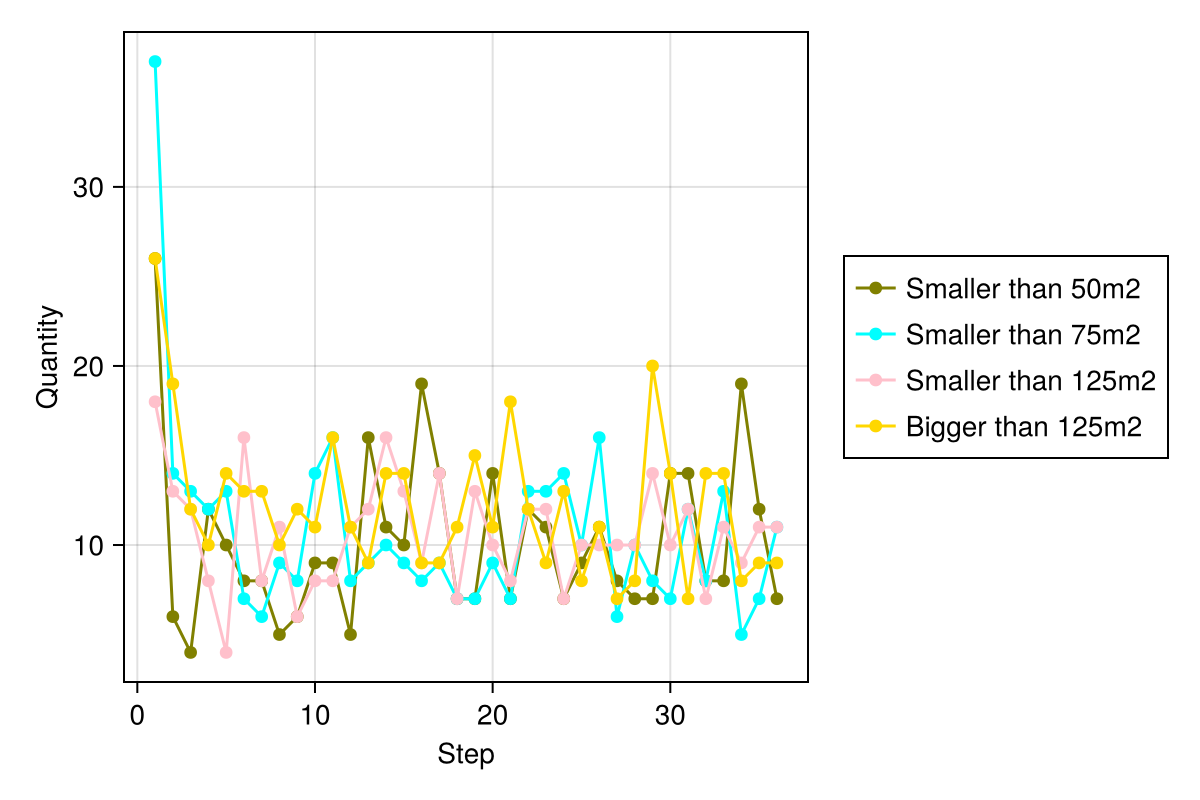 30
20
10
Quantity
0 10 20 30
Step
Smaller than 50m2
Smaller than 75m2
Smaller than 125m2
Bigger than 125m2